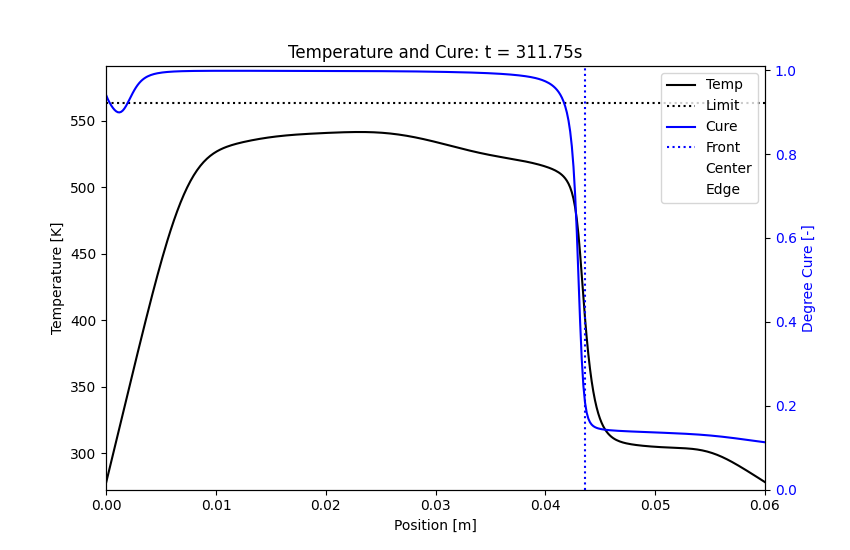 Temperature and Cure: t = 311.75s
Temp
Limit
Cure
Front
Center
Edge
Temperature [K]
550
500
450
400
350
300
Degree Cure [-]
1.0
0.8
0.6
0.4
0.2
0.0
0.00 0.01 0.02 0.03 0.04 0.05 0.06
Position [m]